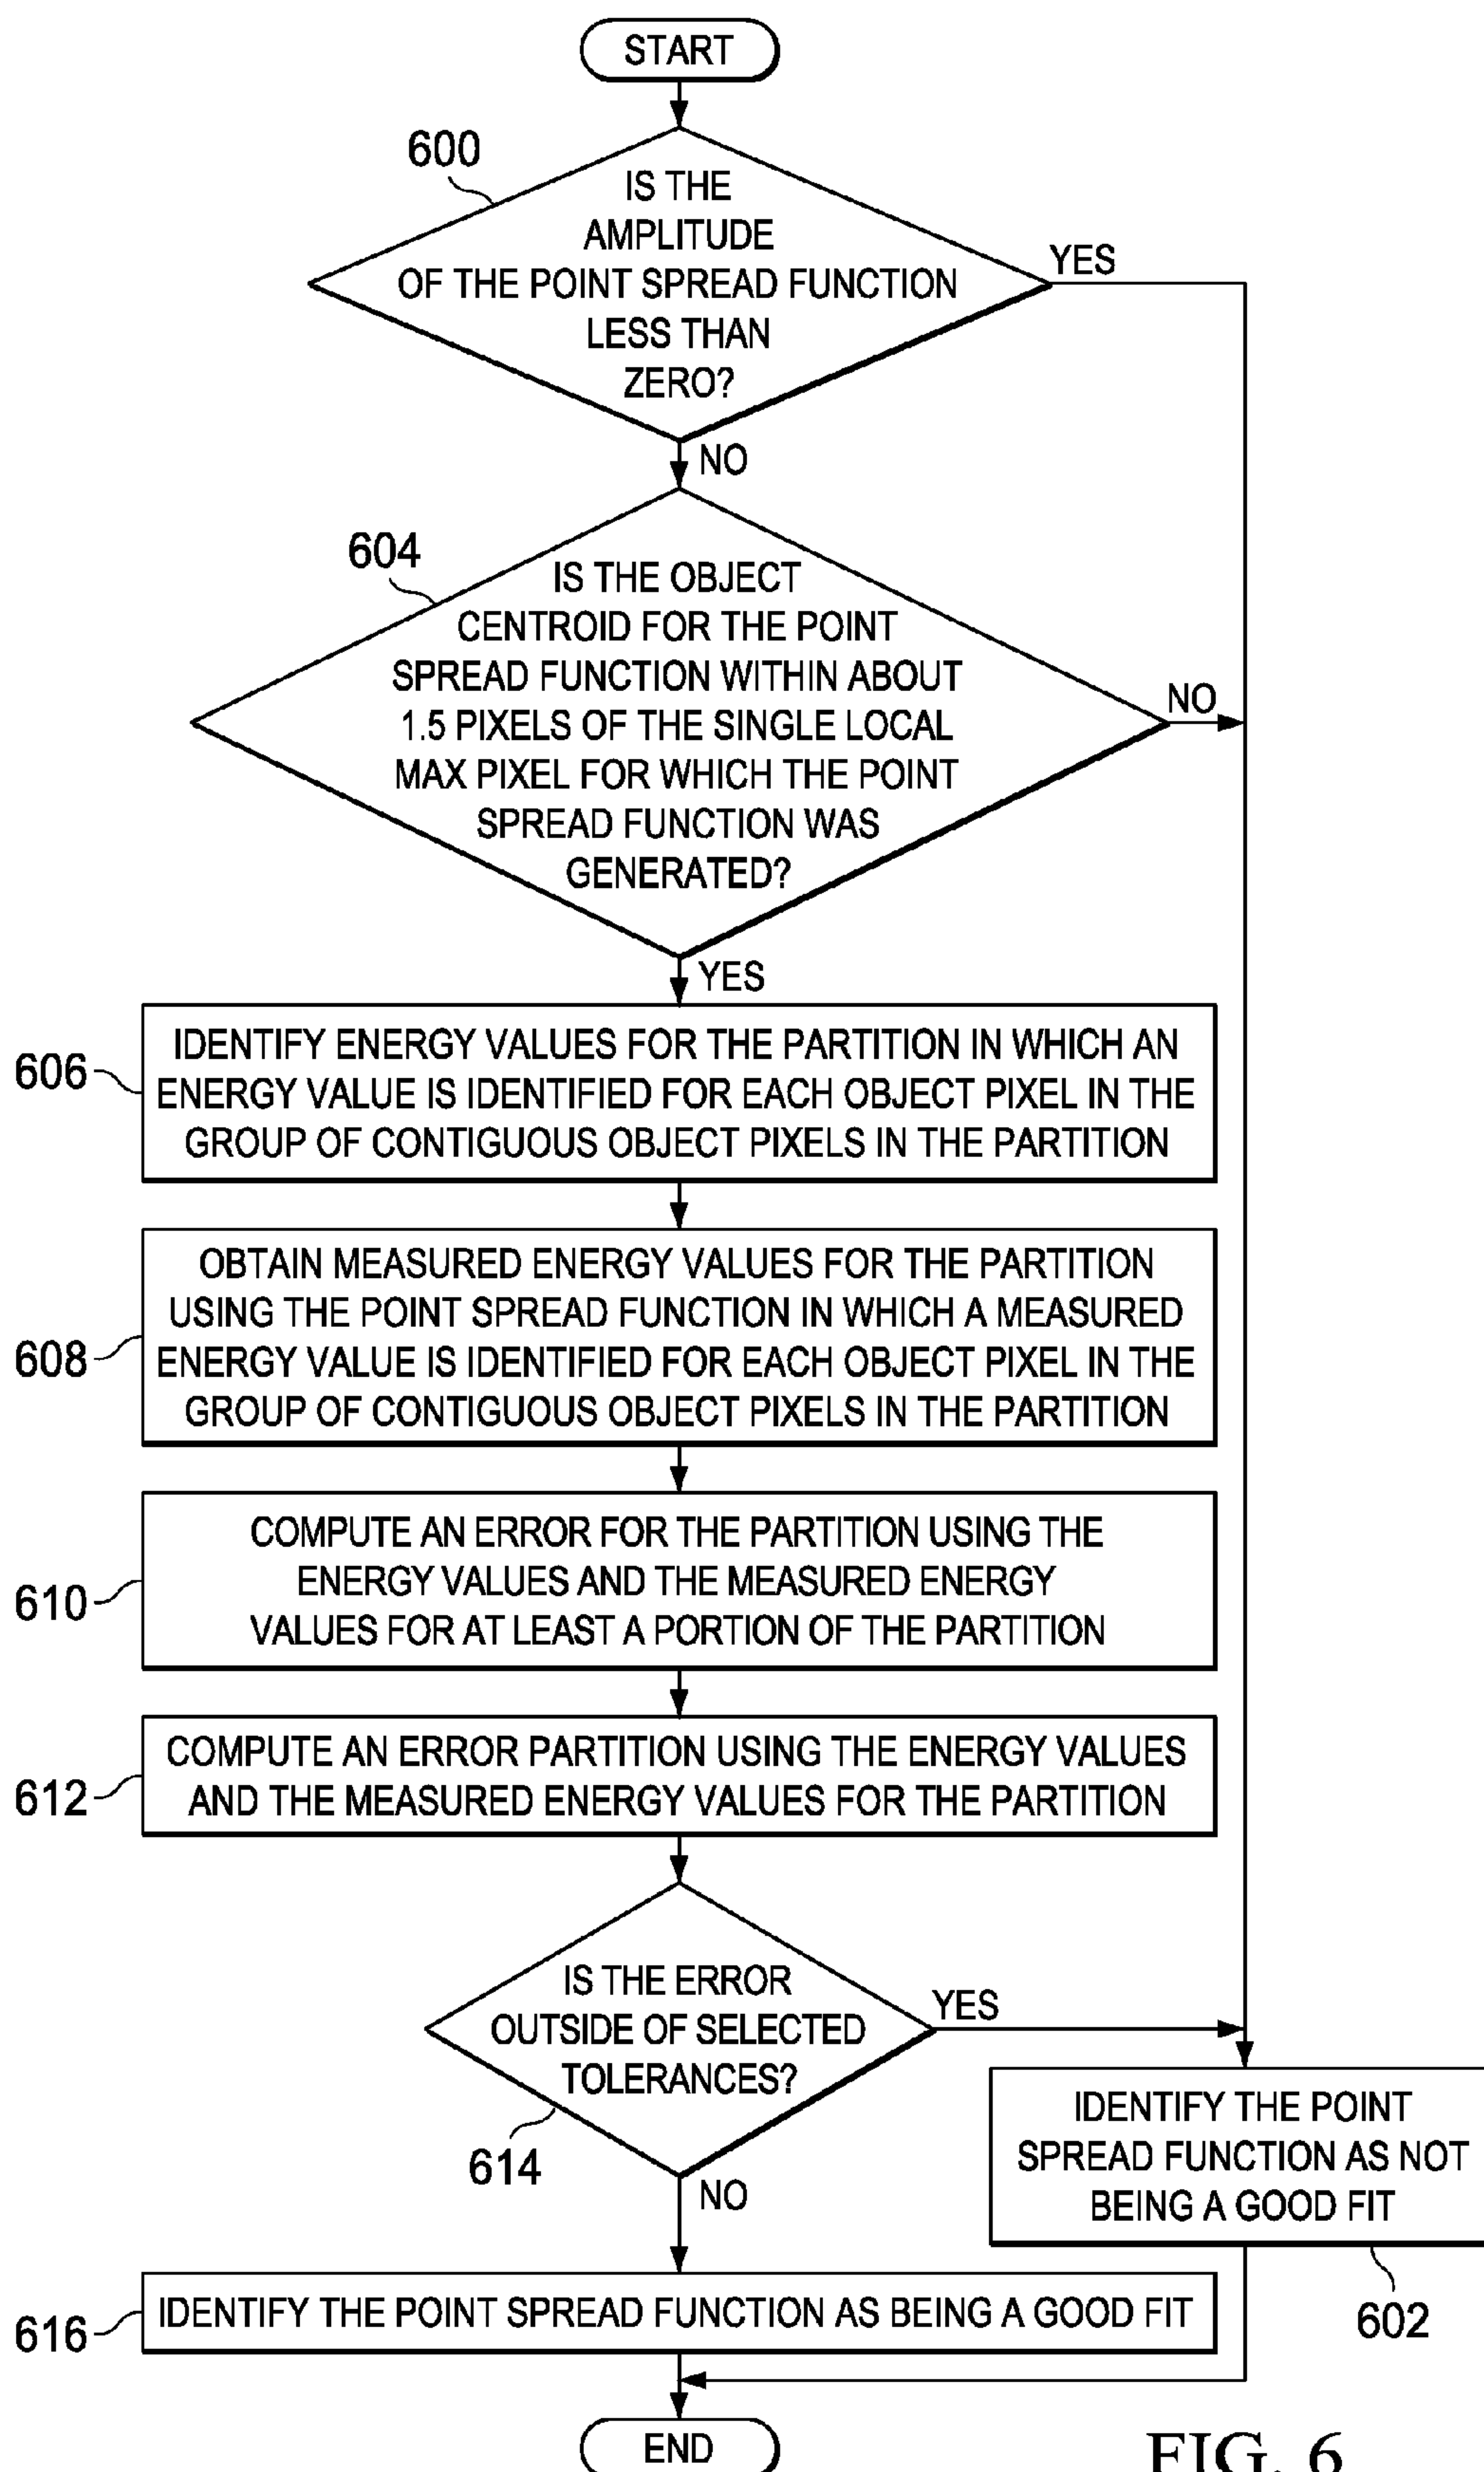 START
600
IS THE
AMPLITUDE
OF THE POINT SPREAD FUNCTION
LESS THAN
ZERO?
YES
NO
604
IS THE OBJECT
CENTROID FOR THE POINT
SPREAD FUNCTION WITHIN ABOUT
1.5 PIXELS OF THE SINGLE LOCAL
MAX PIXEL FOR WHICH THE POINT
SPREAD FUNCTION WAS
GENERATED?
NO
YES
606
IDENTIFY ENERGY VALUES FOR THE PARTITION IN WHICH AN
ENERGY VALUE IS IDENTIFIED FOR EACH OBJECT PIXEL IN THE
GROUP OF CONTIGUOUS OBJECT PIXELS IN THE PARTITION
608
OBTAIN MEASURED ENERGY VALUES FOR THE PARTITION
USING THE POINT SPREAD FUNCTION IN WHICH A MEASURED
ENERGY VALUE IS IDENTIFIED FOR EACH OBJECT PIXEL IN THE
GROUP OF CONTIGUOUS OBJECT PIXELS IN THE PARTITION
610
COMPUTE AN ERROR FOR THE PARTITION USING THE
ENERGY VALUES AND THE MEASURED ENERGY
VALUES FOR AT LEAST A PORTION OF THE PARTITION
612
COMPUTE AN ERROR PARTITION USING THE ENERGY VALUES
AND THE MEASURED ENERGY VALUES FOR THE PARTITION
IS THE ERROR
OUTSIDE OF SELECTED
TOLERANCES?
YES
614
NO
IDENTIFY THE POINT
SPREAD FUNCTION AS NOT
BEING A GOOD FIT
602
616
IDENTIFY THE POINT SPREAD FUNCTION AS BEING A GOOD FIT
END
FIG. 6